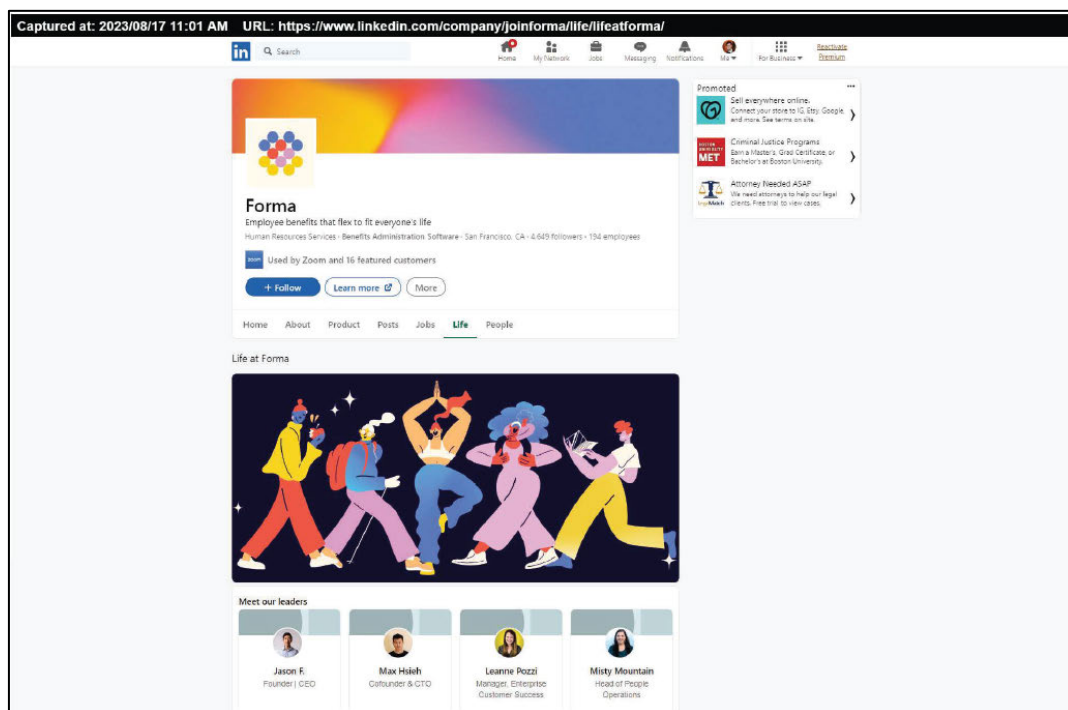 Captured at: 2023/08/17 11:01 AM URL: https://www.linkedin.com/company/joinforma/life/lifeatforma/
in Search Home My Network Jobs Messaging Notifications Me For Business Reactivate Premium
Promoted
Sell everywhere online.
Connect your store to IG, Etsy, Google and more. See terms on site.
BOSTON UNIVERSITY MET
Criminal Justice Programs
Earn a Master's, Grad Certificate, or Bachelor's at Boston University.
Attorney Needed ASAP
We need attorneys to help our legal clients. Free trial to view cases.
Forma
Employee benefits that flex to fit everyone's life
Human Resources Services · Benefits Administration Software · San Francisco, CA · 4,649 followers · 194 employees
zoom Used by Zoom and 16 featured customers
+ Follow Learn more More
Home About Product Posts Jobs Life People
Life at Forma
Meet our leaders
Jason F.
Founder | CEO
Max Hsieh
Cofounder & CTO
Leanne Pozzi
Manager, Enterprise
Customer Success
Misty Mountain
Head of People
Operations